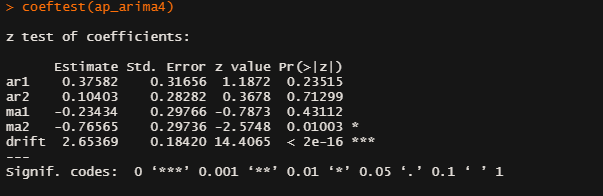 > coeftest(ap_arima4)
z test of coefficients:
Estimate Std. Error z value Pr(>|z|)
ar1 0.37582 0.31656 1.1872 0.23515
ar2 0.10403 0.28282 0.3678 0.71299
ma1 -0.23434 0.29766 -0.7873 0.43112
ma2 -0.76565 0.29736 -2.5748 0.01003 *
drift 2.65369 0.18420 14.4065 < 2e-16 ***
---
Signif. codes: 0 ‘***’ 0.001 ‘**’ 0.01 ‘*’ 0.05 ‘.’ 0.1 ‘ ’ 1